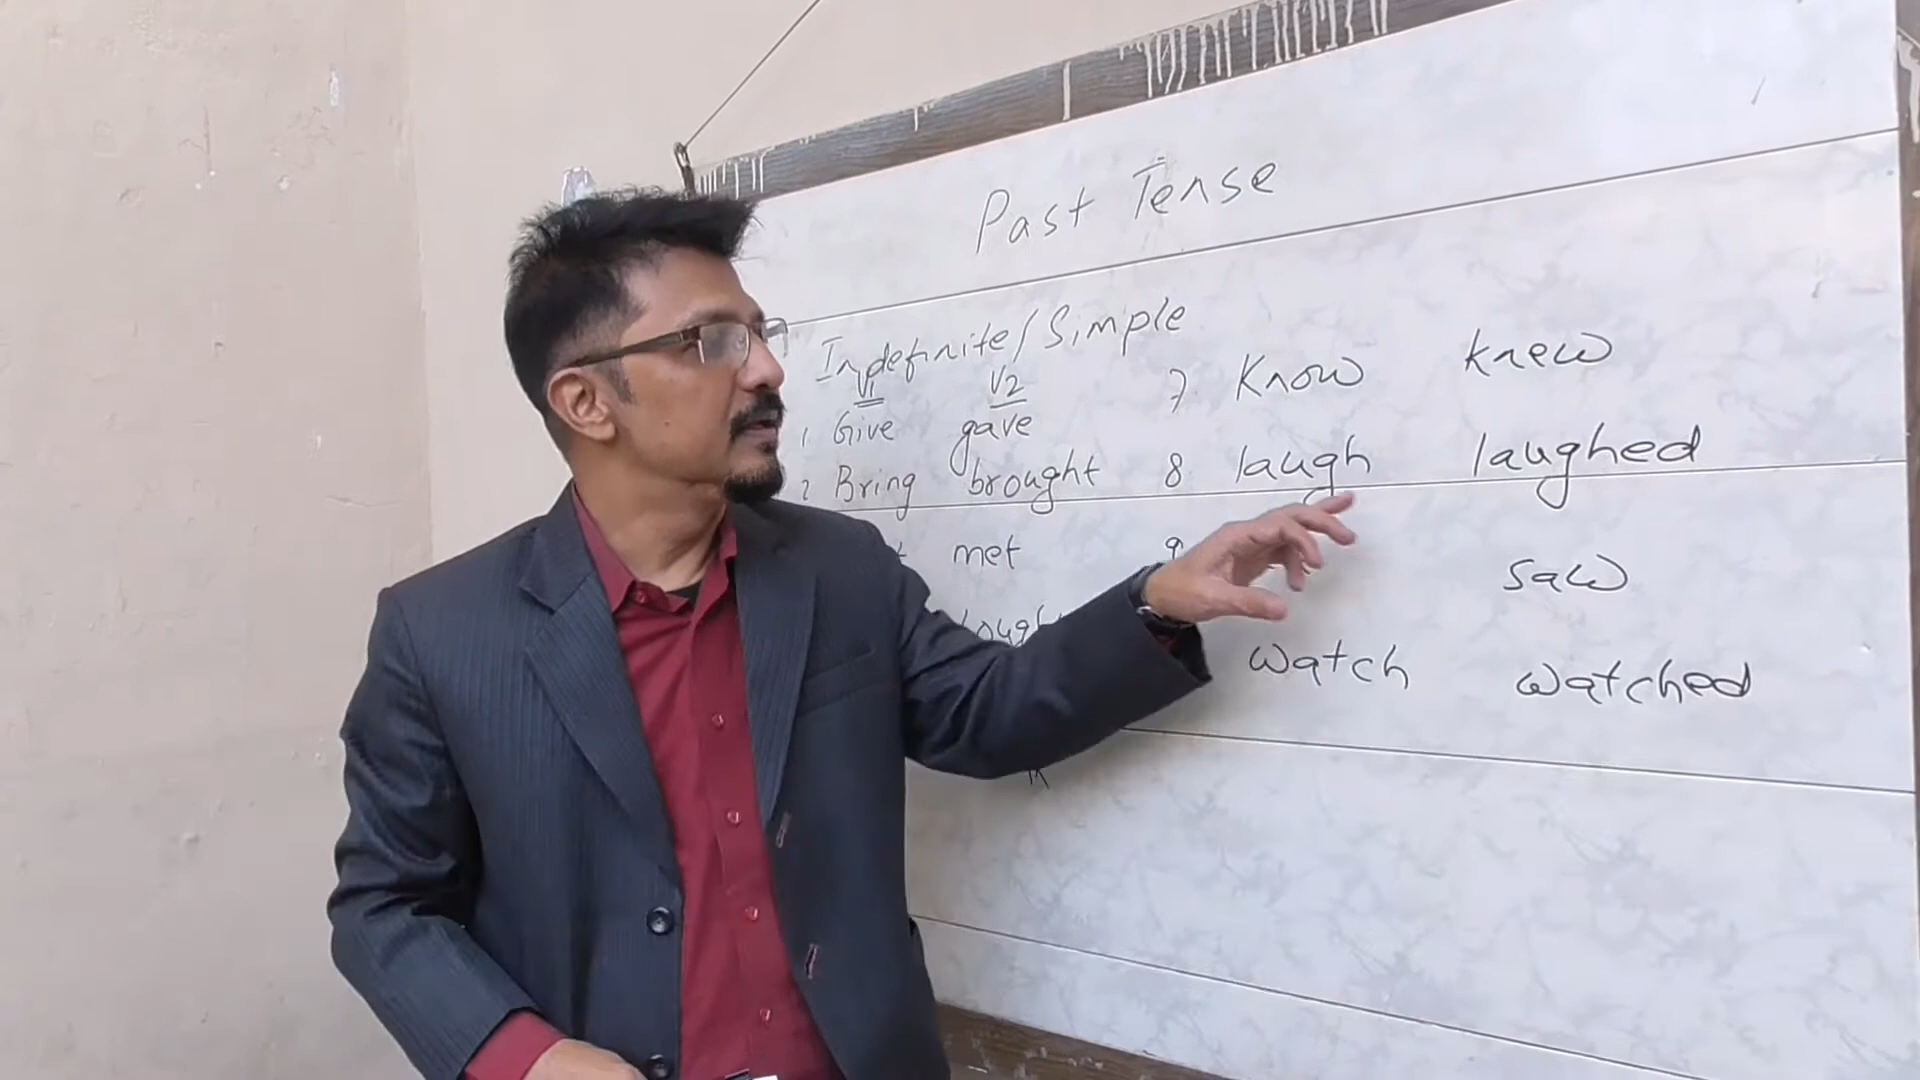 Past Tense
Indefinite/Simple
V1 V2
1. Give gave
2 Bring brought
met
7. Know knew
8 laugh laughed
9 saw
watch watched